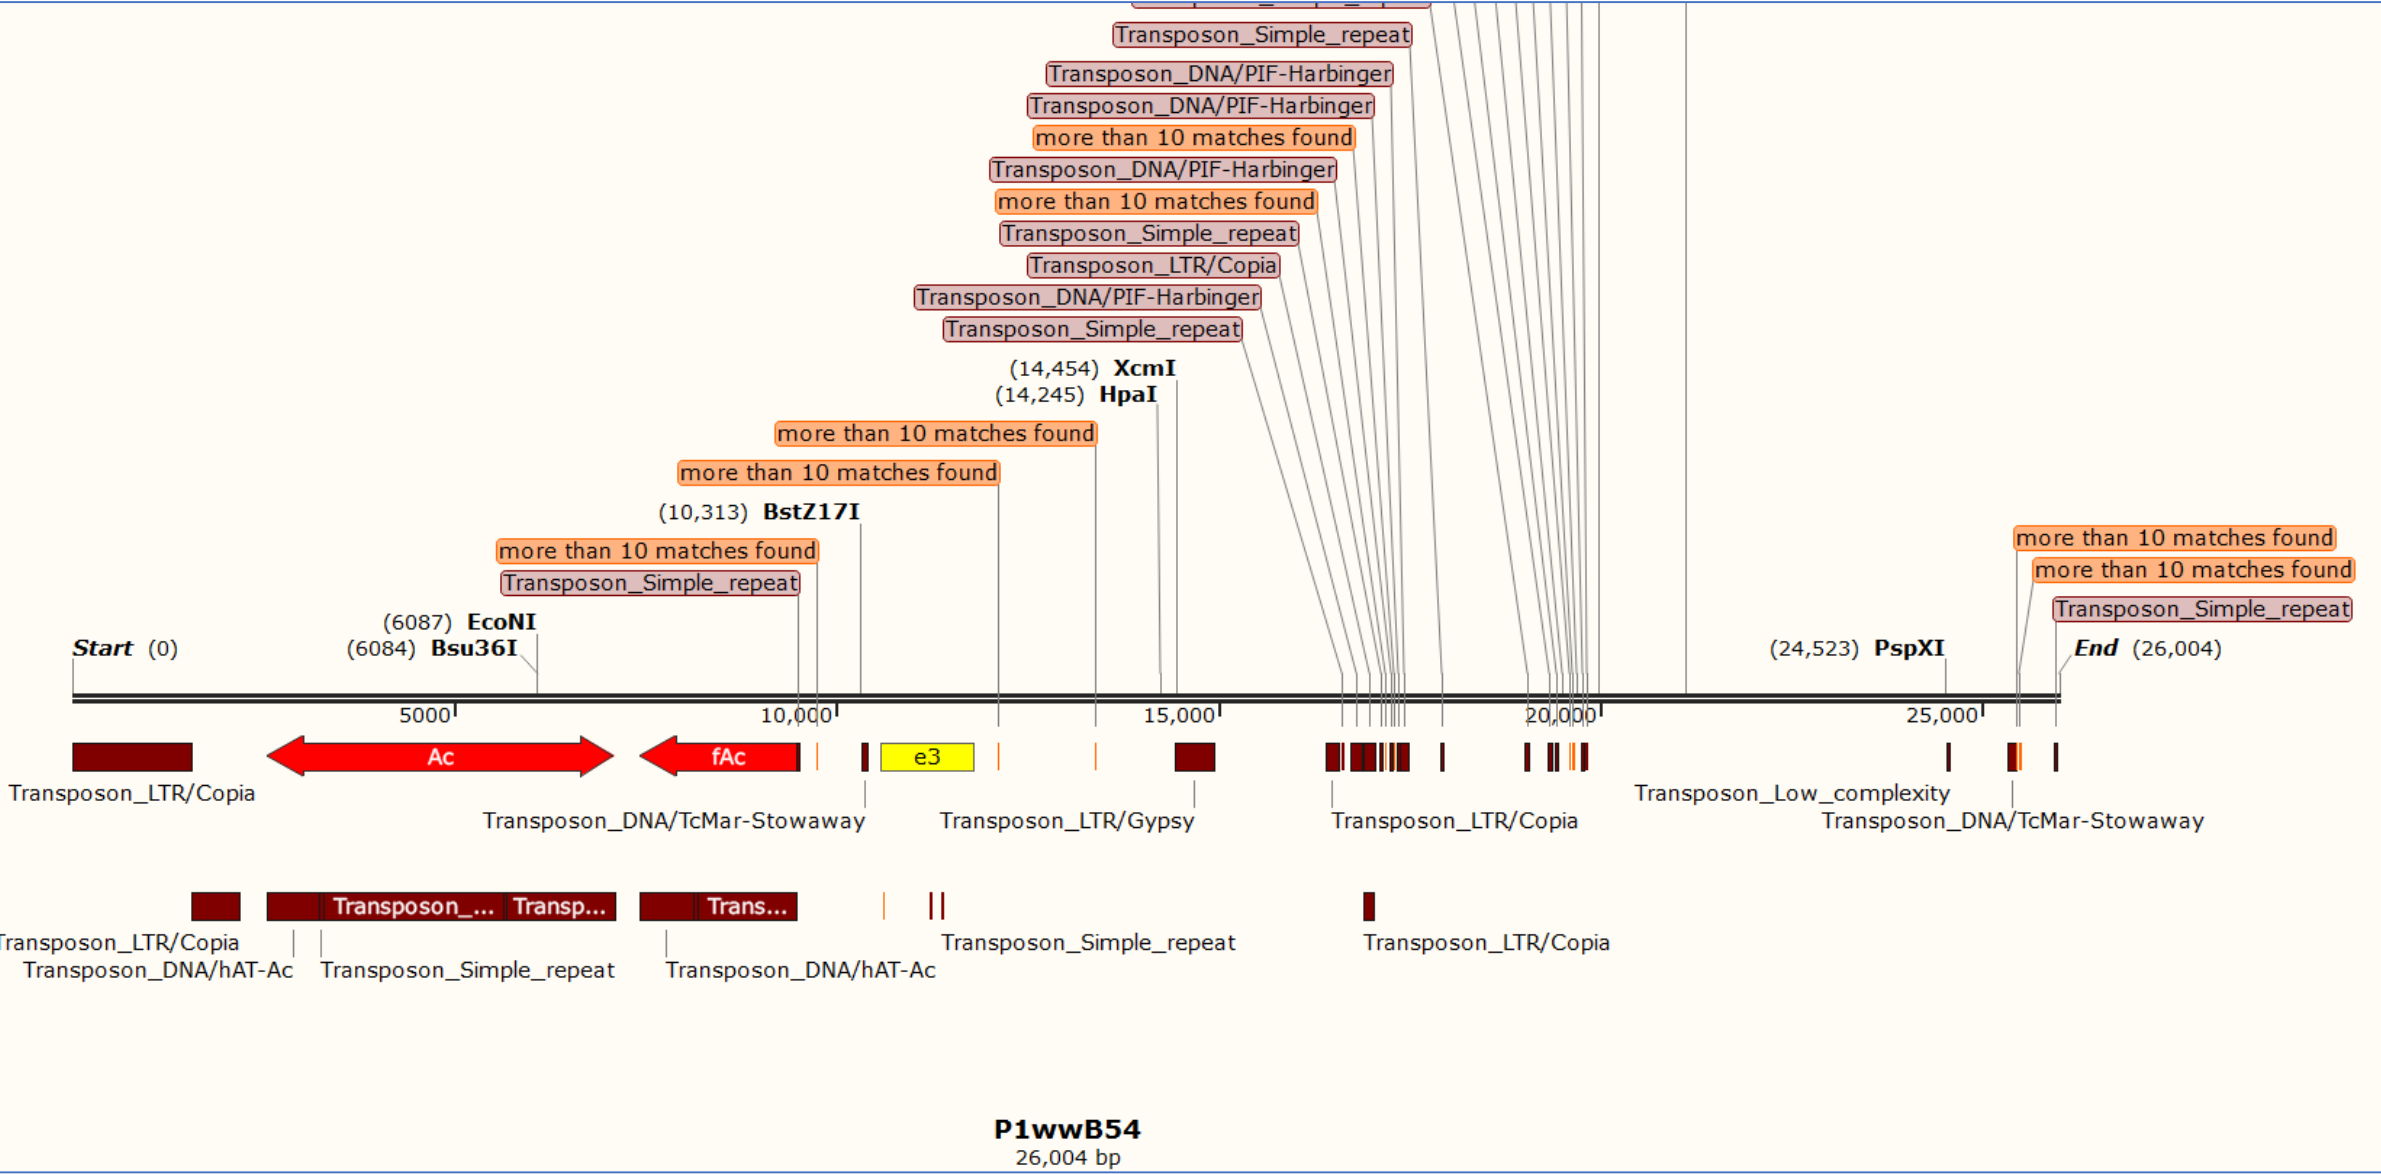 Transposon_Simple_repeat
Transposon_DNA/PIF-Harbinger
Transposon_DNA/PIF-Harbinger
more than 10 matches found
Transposon_DNA/PIF-Harbinger
more than 10 matches found
Transposon_Simple_repeat
Transposon_LTR/Copia
Transposon_DNA/PIF-Harbinger
Transposon_Simple_repeat
(14,454) XcmI
(14,245) HpaI
more than 10 matches found
more than 10 matches found
(10,313) BstZ17I
more than 10 matches found
Transposon_Simple_repeat
(6087) EcoNI
(6084) Bsu36I
Start (0)
more than 10 matches found
more than 10 matches found
Transposon_Simple_repeat
(24,523) PspXI
End (26,004)
5000 10,000 15,000 20,000 25,000
Ac fAc e3
Transposon_LTR/Copia
Transposon_Low_complexity
Transposon_DNA/TcMar-Stowaway
Transposon_LTR/Gypsy
Transposon_LTR/Copia
Transposon_DNA/TcMar-Stowaway
Transposon_... Transp... Trans...
Transposon_LTR/Copia
Transposon_Simple_repeat
Transposon_LTR/Copia
Transposon_DNA/hAT-Ac
Transposon_Simple_repeat
Transposon_DNA/hAT-Ac
P1wwB54
26,004 bp